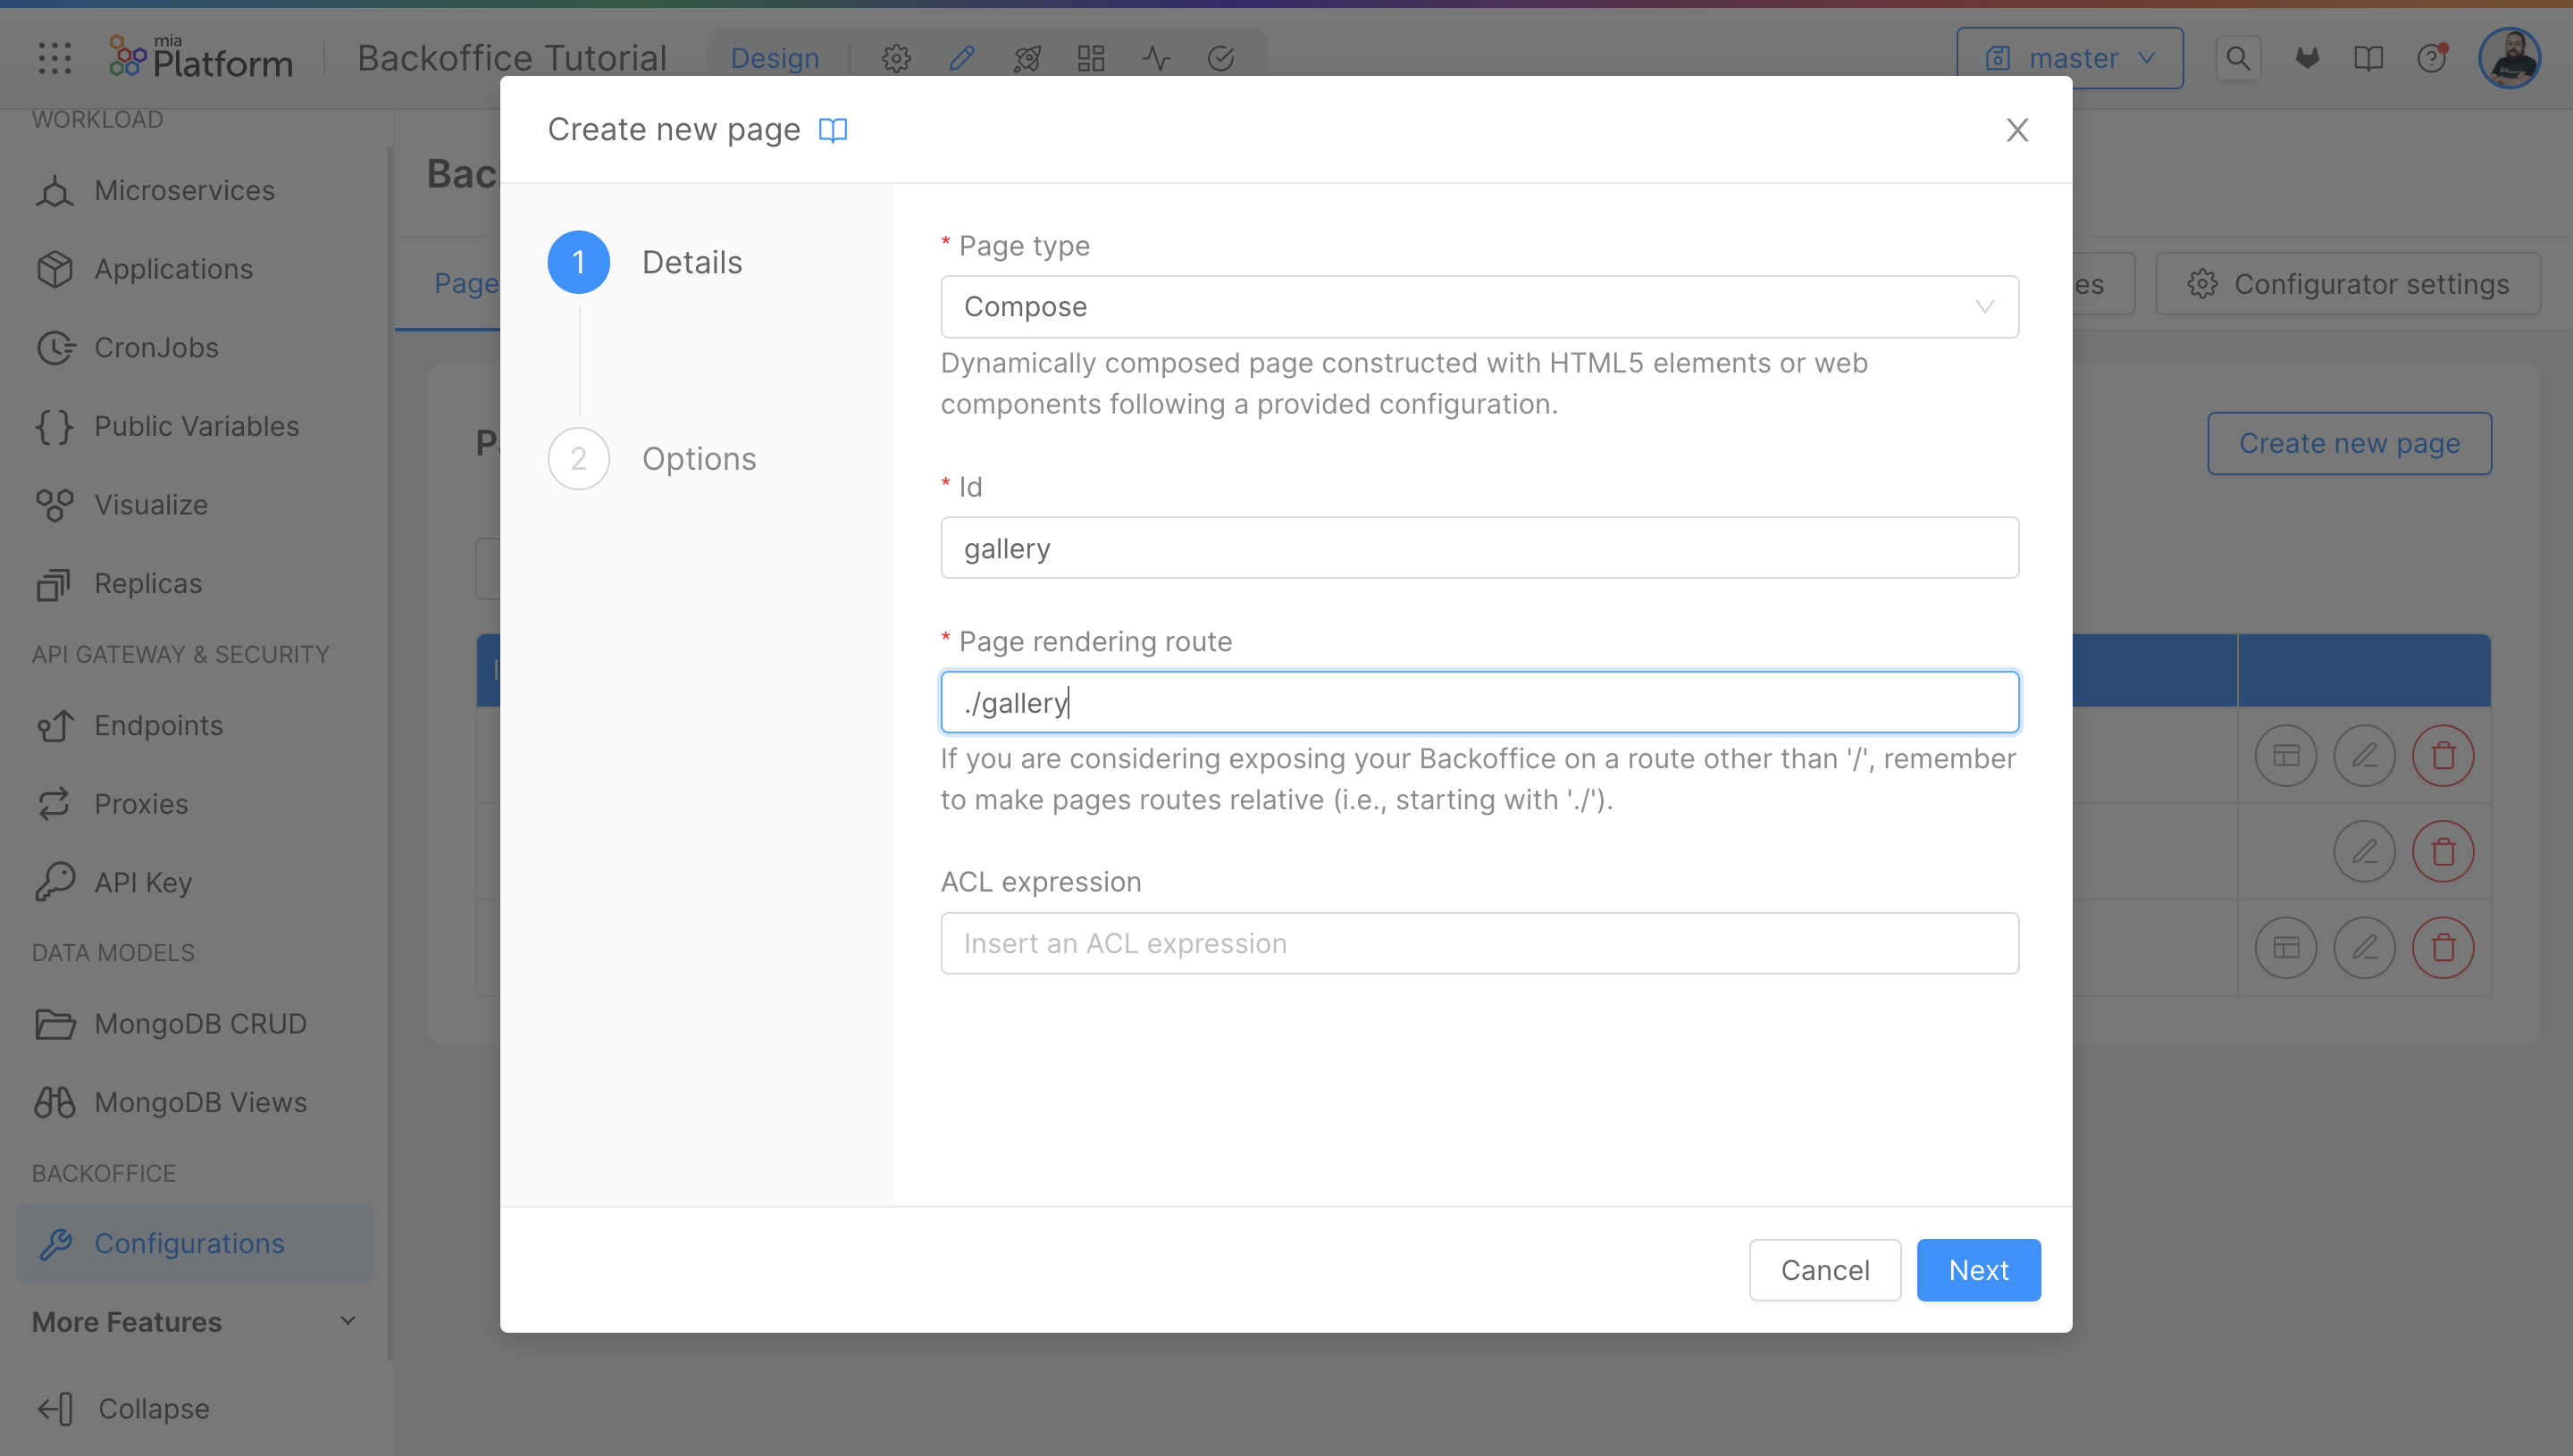 mia
Platform
Backoffice Tutorial
Design
master
WORKLOAD
Microservices
Applications
CronJobs
Public Variables
Visualize
Replicas
API GATEWAY & SECURITY
Endpoints
Proxies
API Key
DATA MODELS
MongoDB CRUD
MongoDB Views
BACKOFFICE
Configurations
More Features
Collapse
Bac
Page
es
Configurator settings
Create new page
Create new page
1
Details
2
Options
* Page type
Compose
Dynamically composed page constructed with HTML5 elements or web
components following a provided configuration.
* Id
gallery
* Page rendering route
./gallery
If you are considering exposing your Backoffice on a route other than '/', remember
to make pages routes relative (i.e., starting with './').
ACL expression
Insert an ACL expression
Cancel
Next